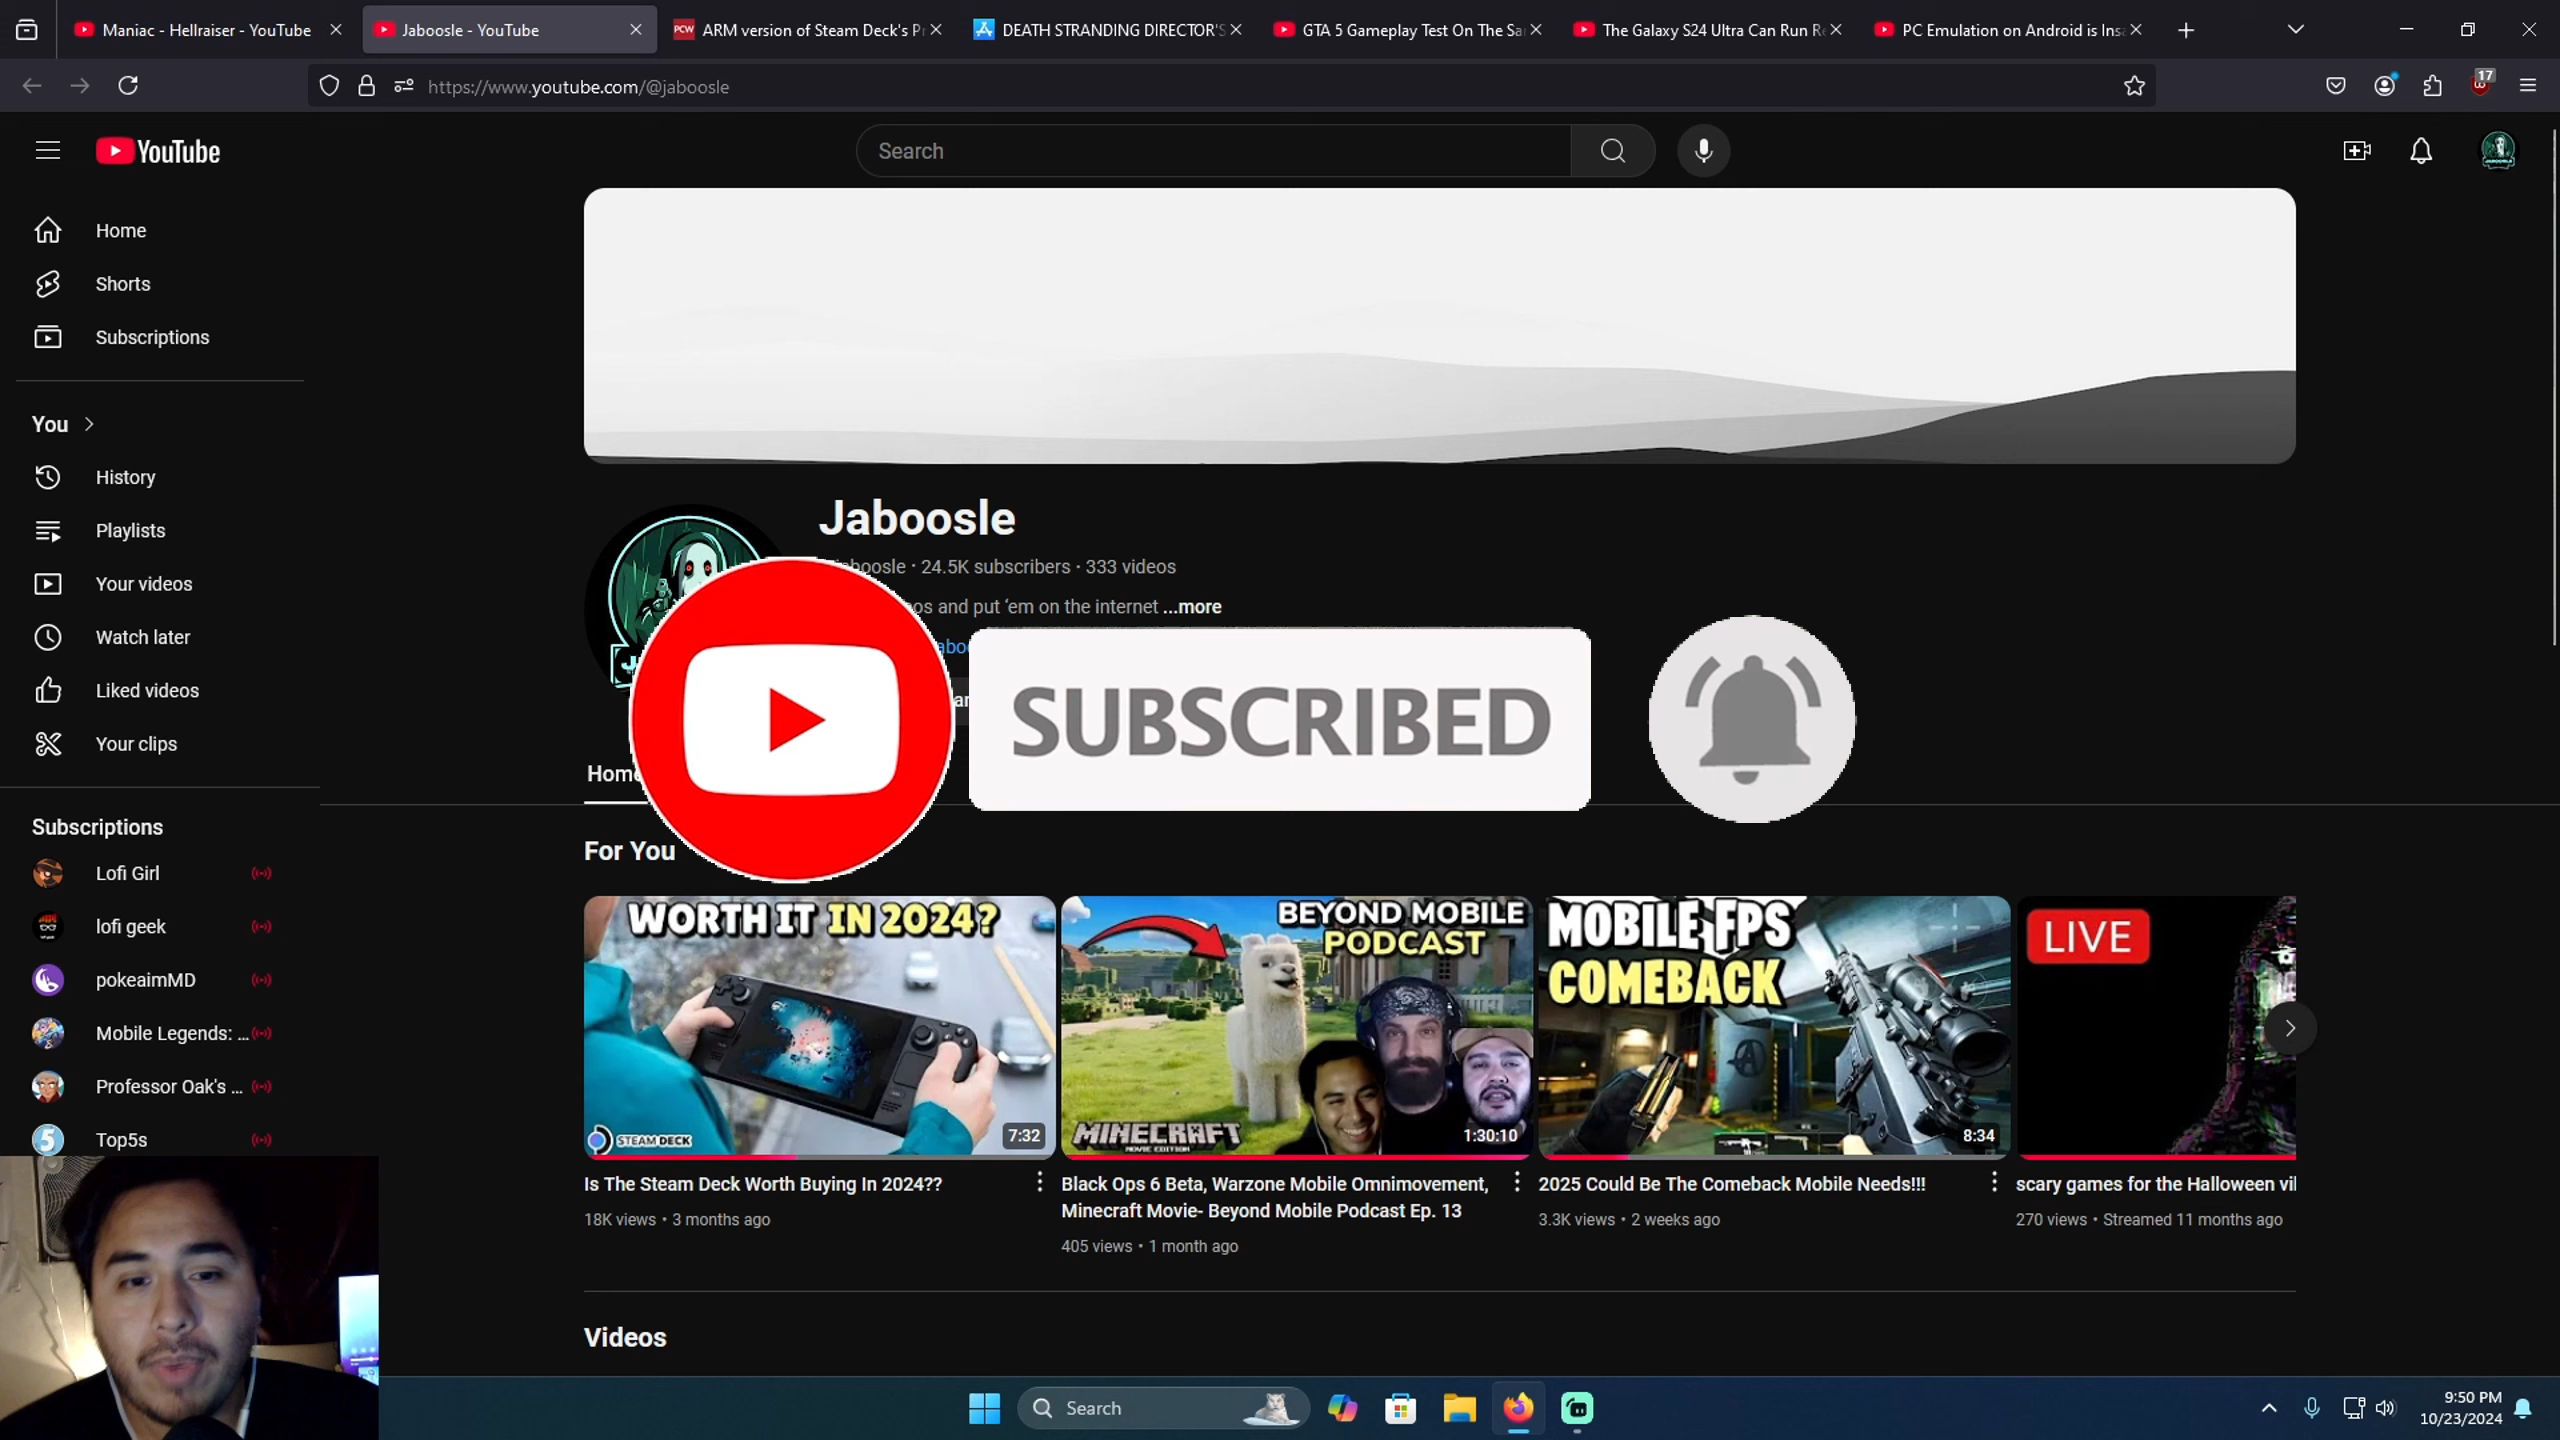 Maniac - Hellraiser - YouTube
Jaboosle - YouTube
PCW
ARM version of Steam Deck's Pr
DEATH STRANDING DIRECTOR'S
GTA 5 Gameplay Test On The Sa
The Galaxy S24 Ultra Can Run R
PC Emulation on Android is Insa
https://www.youtube.com/@jaboosle
17
YouTube
Search
Home
Shorts
Subscriptions
You
History
Playlists
Your videos
Watch later
Liked videos
Your clips
Subscriptions
Lofi Girl
lofi geek
pokeaimMD
Mobile Legends: ...
Professor Oak's ...
Top5s
Jaboosle
boosle · 24.5K subscribers · 333 videos
os and put 'em on the internet ...more
SUBSCRIBED
Home
For You
WORTH IT IN 2024?
STEAM DECK
7:32
Is The Steam Deck Worth Buying In 2024??
18K views • 3 months ago
BEYOND MOBILE
PODCAST
MINECRAFT
MOVIE EDITION
1:30:10
Black Ops 6 Beta, Warzone Mobile Omnimovement,
Minecraft Movie- Beyond Mobile Podcast Ep. 13
405 views • 1 month ago
MOBILE FPS
COMEBACK
8:34
2025 Could Be The Comeback Mobile Needs!!!
3.3K views • 2 weeks ago
LIVE
scary games for the Halloween vi
270 views • Streamed 11 months ago
Videos
Search
9:50 PM
10/23/2024